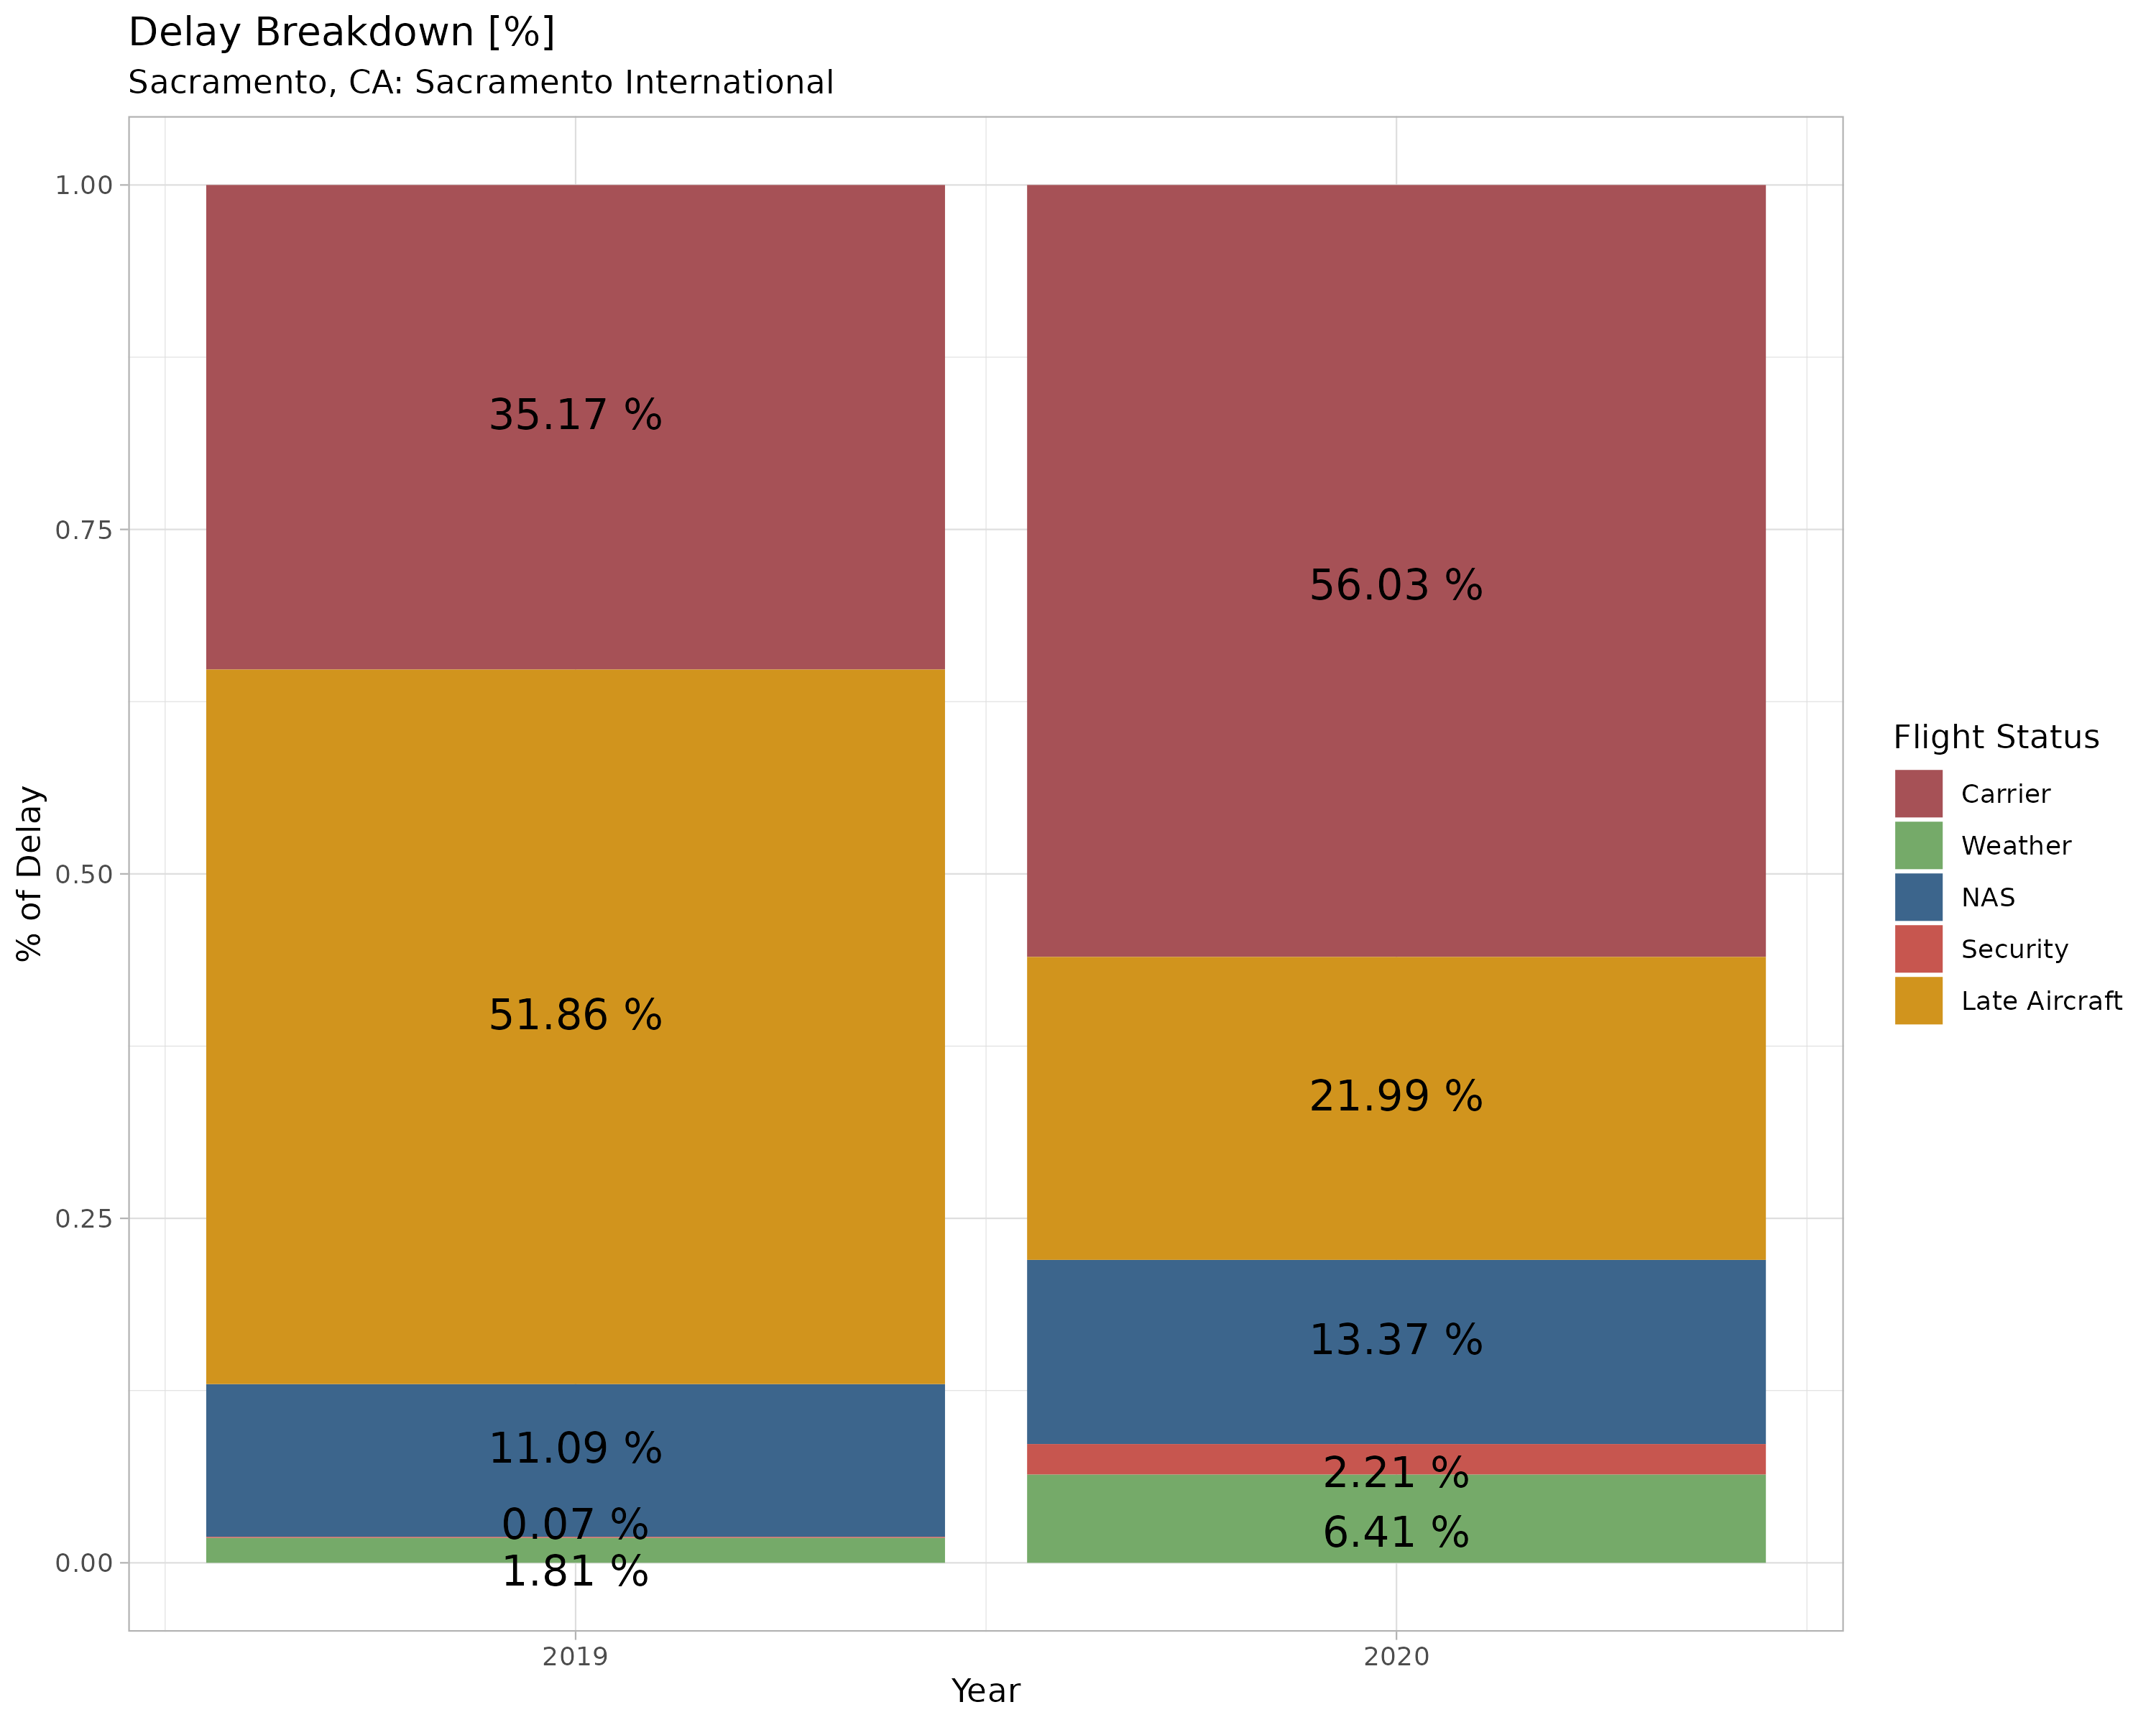 Delay Breakdown [%]
Sacramento, CA: Sacramento International
1.00
0.75
0.50
0.25
0.00
% of Delay
35.17 %
51.86 %
11.09 %
0.07 %
1.81 %
56.03 %
21.99 %
13.37 %
2.21 %
6.41 %
2019
2020
Year
Flight Status
Carrier
Weather
NAS
Security
Late Aircraft